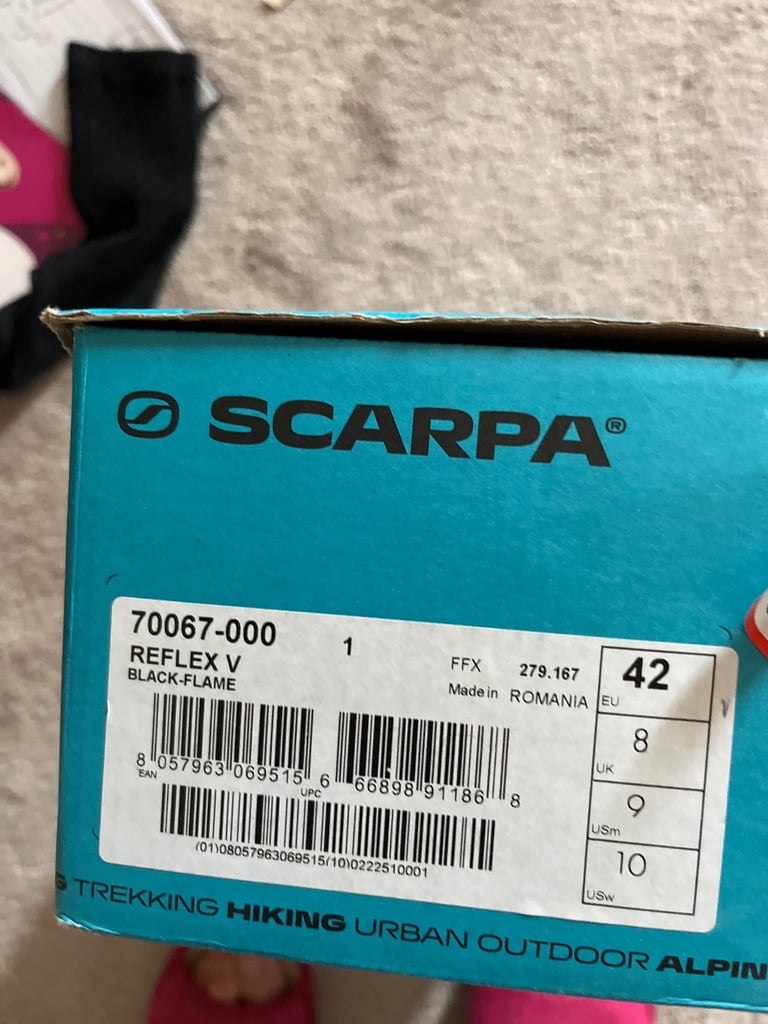 SCARPA®
70067-000
1
REFLEX V
BLACK-FLAME
FFX 279.167
Made in ROMANIA
42
EU
8
UK
9
USm
10
USw
8 057963 069515
EAN
6 66898 91186 8
UPC
(01)08057963069515(10)0222510001
TREKKING HIKING URBAN OUTDOOR ALPIN